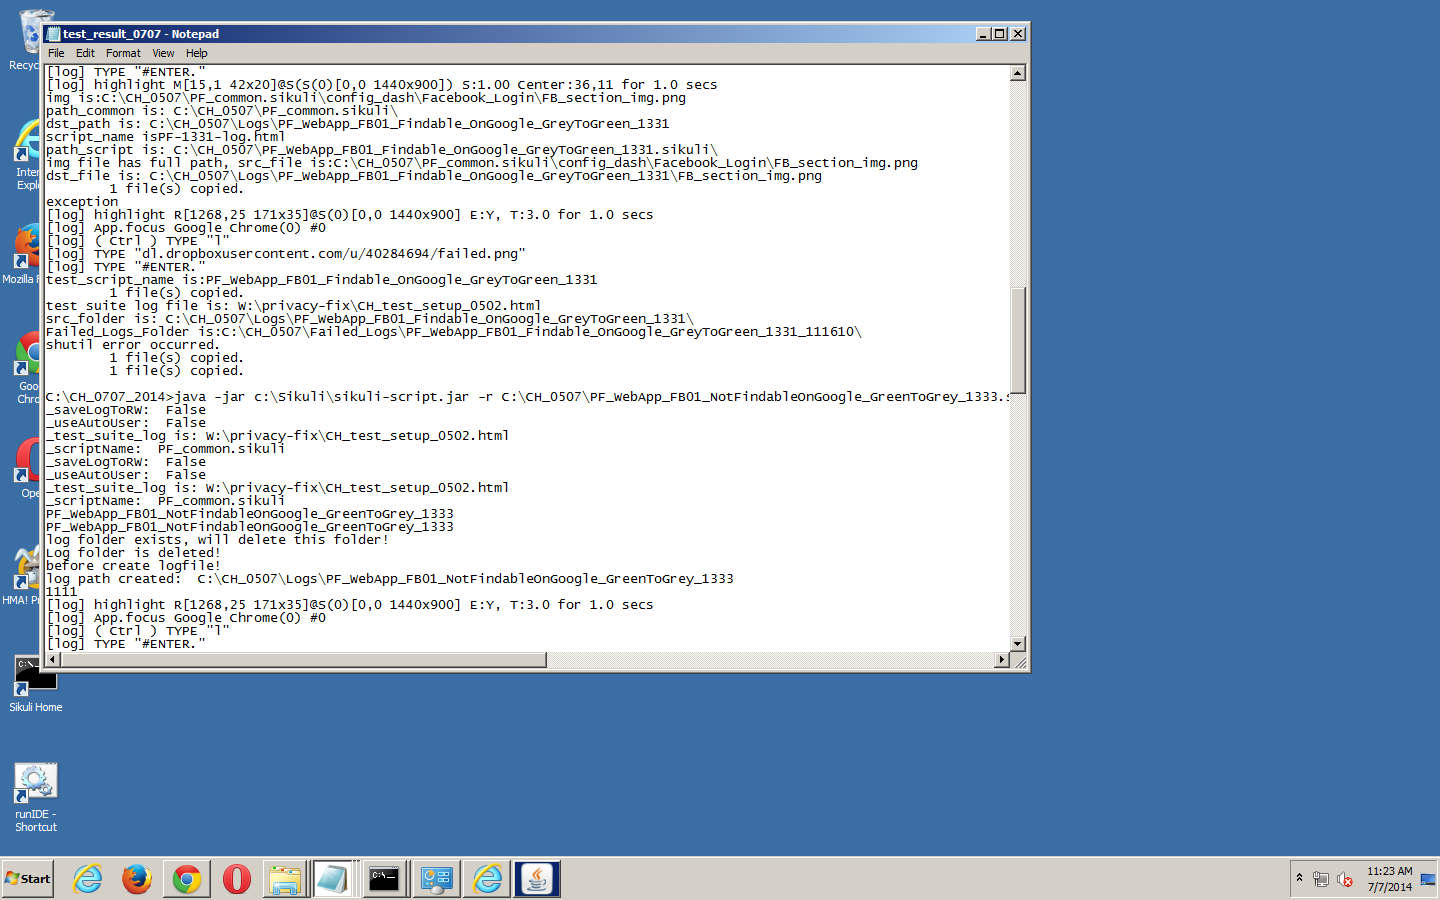 test_result_0707 - Notepad
File Edit Format View Help
[log] TYPE "#ENTER."
[log] highlight M[15,1 42x20]@S(S(0)[0,0 1440x900]) S:1.00 Center:36,11 for 1.0 secs
img is:C:\CH_0507\PF_common.sikuli\config_dash\Facebook_Login\FB_section_img.png
path_common is: C:\CH_0507\PF_common.sikuli\
dst_path is: C:\CH_0507\Logs\PF_WebApp_FB01_Findable_OnGoogle_GreyToGreen_1331
script_name isPF-1331-log.html
path_script is: C:\CH_0507\PF_WebApp_FB01_Findable_OnGoogle_GreyToGreen_1331.sikuli\
img file has full path, src_file is:C:\CH_0507\PF_common.sikuli\config_dash\Facebook_Login\FB_section_img.png
dst_file is: C:\CH_0507\Logs\PF_WebApp_FB01_Findable_OnGoogle_GreyToGreen_1331\FB_section_img.png
1 file(s) copied.
exception
[log] highlight R[1268,25 171x35]@S(0)[0,0 1440x900] E:Y, T:3.0 for 1.0 secs
[log] App.focus Google Chrome(0) #0
[log] ( Ctrl ) TYPE "l"
[log] TYPE "dl.dropboxusercontent.com/u/40284694/failed.png"
[log] TYPE "#ENTER."
test_script_name is:PF_WebApp_FB01_Findable_OnGoogle_GreyToGreen_1331
1 file(s) copied.
test suite log file is: W:\privacy-fix\CH_test_setup_0502.html
src_folder is: C:\CH_0507\Logs\PF_WebApp_FB01_Findable_OnGoogle_GreyToGreen_1331\
Failed_Logs_Folder is:C:\CH_0507\Failed_Logs\PF_WebApp_FB01_Findable_OnGoogle_GreyToGreen_1331_111610\
shutil error occurred.
1 file(s) copied.
1 file(s) copied.
C:\CH_0707_2014>java -jar c:\Sikuli\sikuli-script.jar -r C:\CH_0507\PF_WebApp_FB01_NotFindableOnGoogle_GreenToGrey_1333.s
_saveLogToRW:  False
_useAutoUser:  False
_test_suite_log is: W:\privacy-fix\CH_test_setup_0502.html
_scriptName:  PF_common.sikuli
_saveLogToRW:  False
_useAutoUser:  False
_test_suite_log is: W:\privacy-fix\CH_test_setup_0502.html
_scriptName:  PF_common.sikuli
PF_WebApp_FB01_NotFindableOnGoogle_GreenToGrey_1333
PF_WebApp_FB01_NotFindableOnGoogle_GreenToGrey_1333
log folder exists, will delete this folder!
Log folder is deleted!
before create logfile!
log path created:  C:\CH_0507\Logs\PF_WebApp_FB01_NotFindableOnGoogle_GreenToGrey_1333
1111
[log] highlight R[1268,25 171x35]@S(0)[0,0 1440x900] E:Y, T:3.0 for 1.0 secs
[log] App.focus Google Chrome(0) #0
[log] ( Ctrl ) TYPE "l"
[log] TYPE "#ENTER."
Recyc
Inter
Explo
Mozilla F
Goo
Chro
Ope
HMA! Pr
C:\_
Sikuli Home
runIDE -
Shortcut
Start
C:\_
11:23 AM
7/7/2014